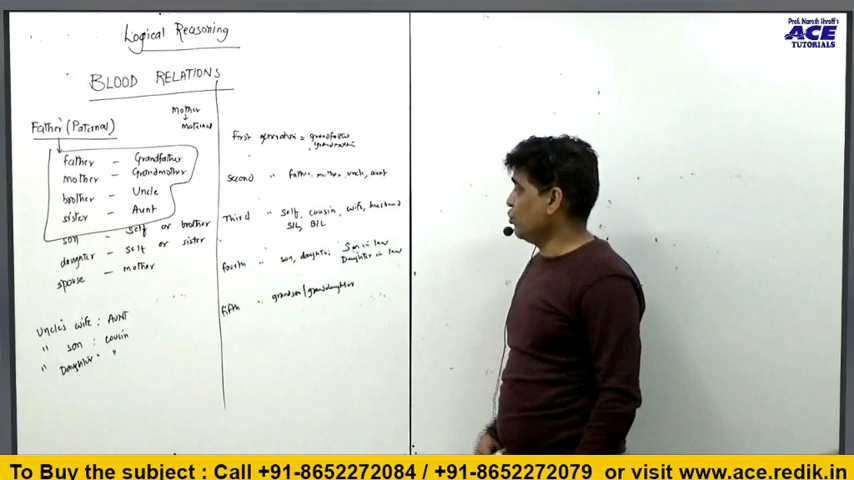 Logical Reasoning
BLOOD RELATIONS
Father (Paternal)
Mother
maternal
father - Grandfather
mother - Grandmother
brother - Uncle
sister - Aunt
son - self or brother
daughter - self or sister
spouse - mother
Uncle's wife : AUNT
" son : cousin
" Daughter " "
First generation = grandfather
grandmother
second " Father, mother, uncle, aunt
Third " self, cousin, wife, husband
SIL, BIL
fourth " son, daughter, Son in law
Daughter in law
fifth " grandson / granddaughter
Prof. Naresh Shroff's
ACE
TUTORIALS
To Buy the subject : Call +91-8652272084 / +91-8652272079 or visit www.ace.redik.in